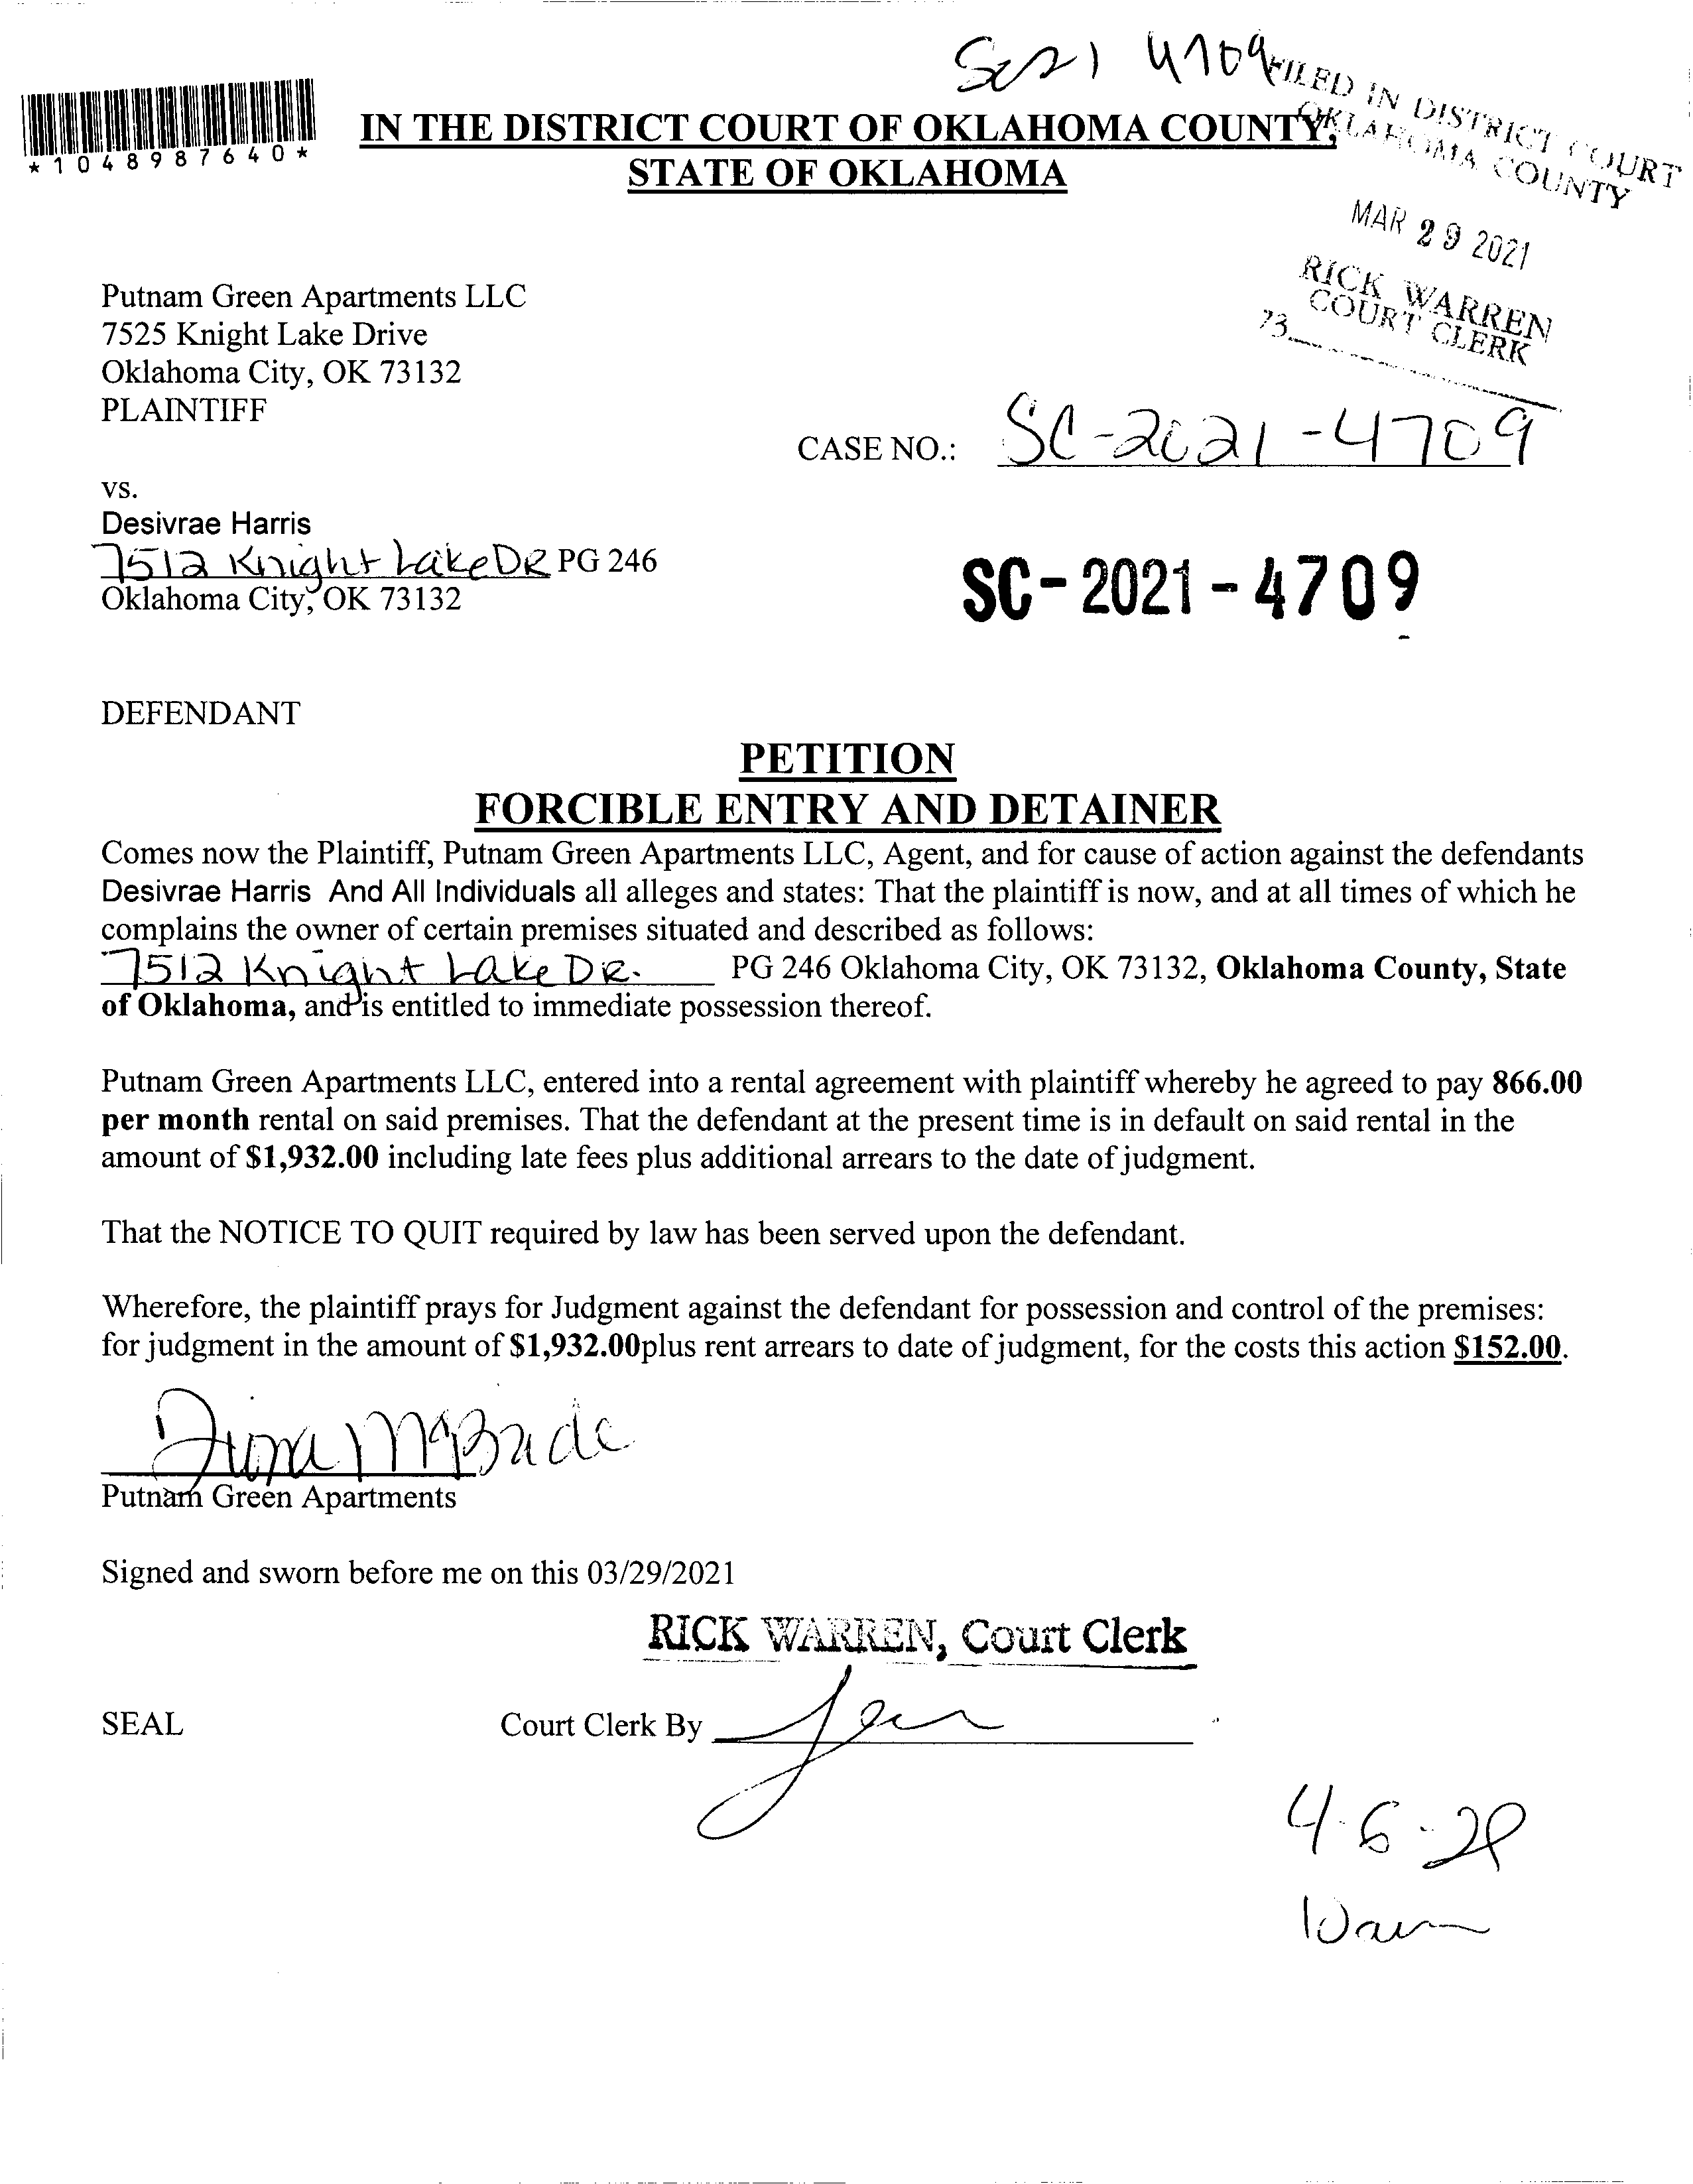 SC21 4709
FILED IN DISTRICT COURT
OKLAHOMA COUNTY
MAR 29 2021
RICK WARREN
COURT CLERK
73
*1048987640*
IN THE DISTRICT COURT OF OKLAHOMA COUNTY,
STATE OF OKLAHOMA
Putnam Green Apartments LLC
7525 Knight Lake Drive
Oklahoma City, OK 73132
PLAINTIFF
CASE NO.: SC-2021-4709
vs.
Desivrae Harris
7512 Knight Lake DR PG 246
Oklahoma City, OK 73132
SC-2021-4709
DEFENDANT
PETITION
FORCIBLE ENTRY AND DETAINER
Comes now the Plaintiff, Putnam Green Apartments LLC, Agent, and for cause of action against the defendants
Desivrae Harris And All Individuals all alleges and states: That the plaintiff is now, and at all times of which he
complains the owner of certain premises situated and described as follows:
7512 Knight Lake DR. PG 246 Oklahoma City, OK 73132, Oklahoma County, State
of Oklahoma, and is entitled to immediate possession thereof.
Putnam Green Apartments LLC, entered into a rental agreement with plaintiff whereby he agreed to pay 866.00
per month rental on said premises. That the defendant at the present time is in default on said rental in the
amount of $1,932.00 including late fees plus additional arrears to the date of judgment.
That the NOTICE TO QUIT required by law has been served upon the defendant.
Wherefore, the plaintiff prays for Judgment against the defendant for possession and control of the premises:
for judgment in the amount of $1,932.00plus rent arrears to date of judgment, for the costs this action $152.00.
Putnam Green Apartments
Signed and sworn before me on this 03/29/2021
RICK WARREN, Court Clerk
SEAL Court Clerk By